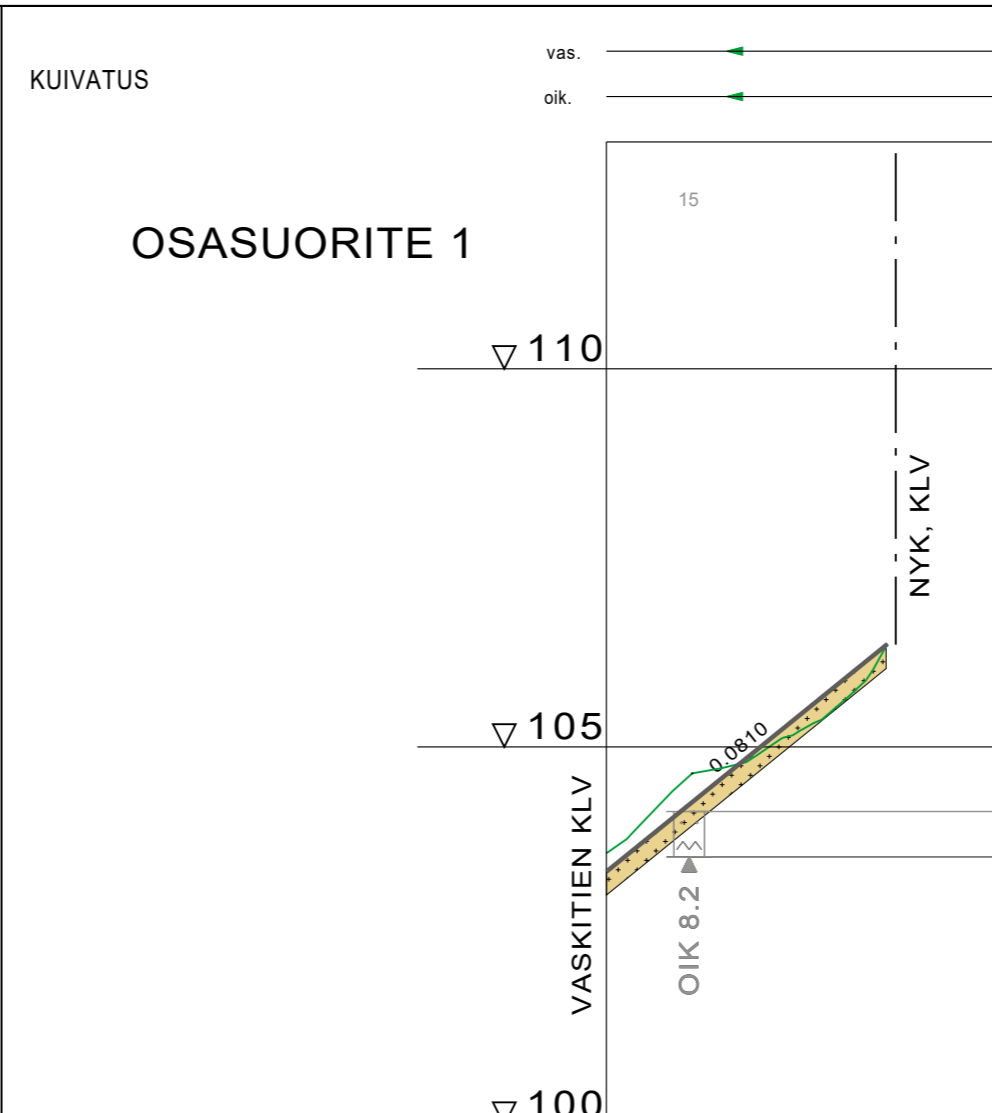 vas.
KUIVATUS
oik.
15
OSASUORITE 1
110
NYK, KLV
105
0.0810
VASKITIEN KLV
OIK 8.2
100